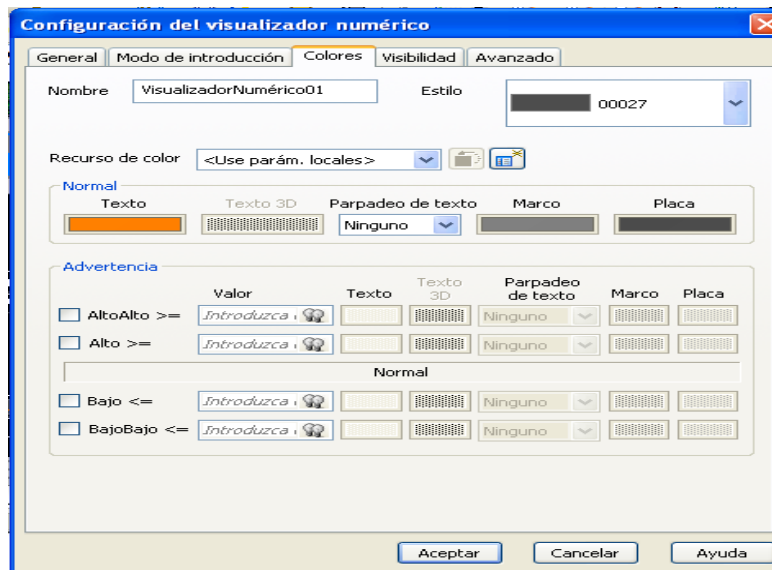 Configuración del visualizador numérico
General Modo de introducción Colores Visibilidad Avanzado
Nombre VisualizadorNumérico01 Estilo 00027
Recurso de color <Use parám. locales>
Normal
Texto Texto 3D Parpadeo de texto Marco Placa
Ninguno
Advertencia
Valor Texto Texto 3D Parpadeo de texto Marco Placa
AltoAlto >= Introduzca Ninguno
Alto >= Introduzca Ninguno
Normal
Bajo <= Introduzca Ninguno
BajoBajo <= Introduzca Ninguno
Aceptar Cancelar Ayuda